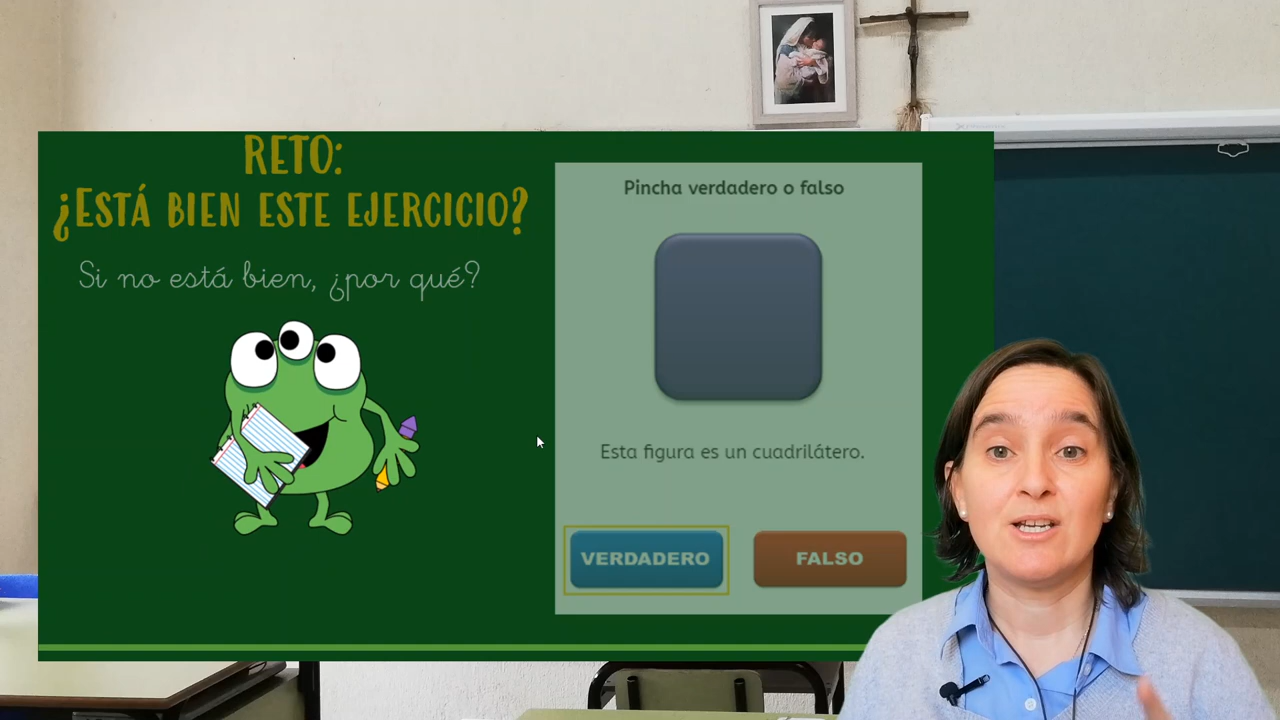 RETO:
¿ESTÁ BIEN ESTE EJERCICIO?
Si no está bien, ¿por qué?
Pincha verdadero o falso
Esta figura es un cuadrilátero.
VERDADERO
FALSO